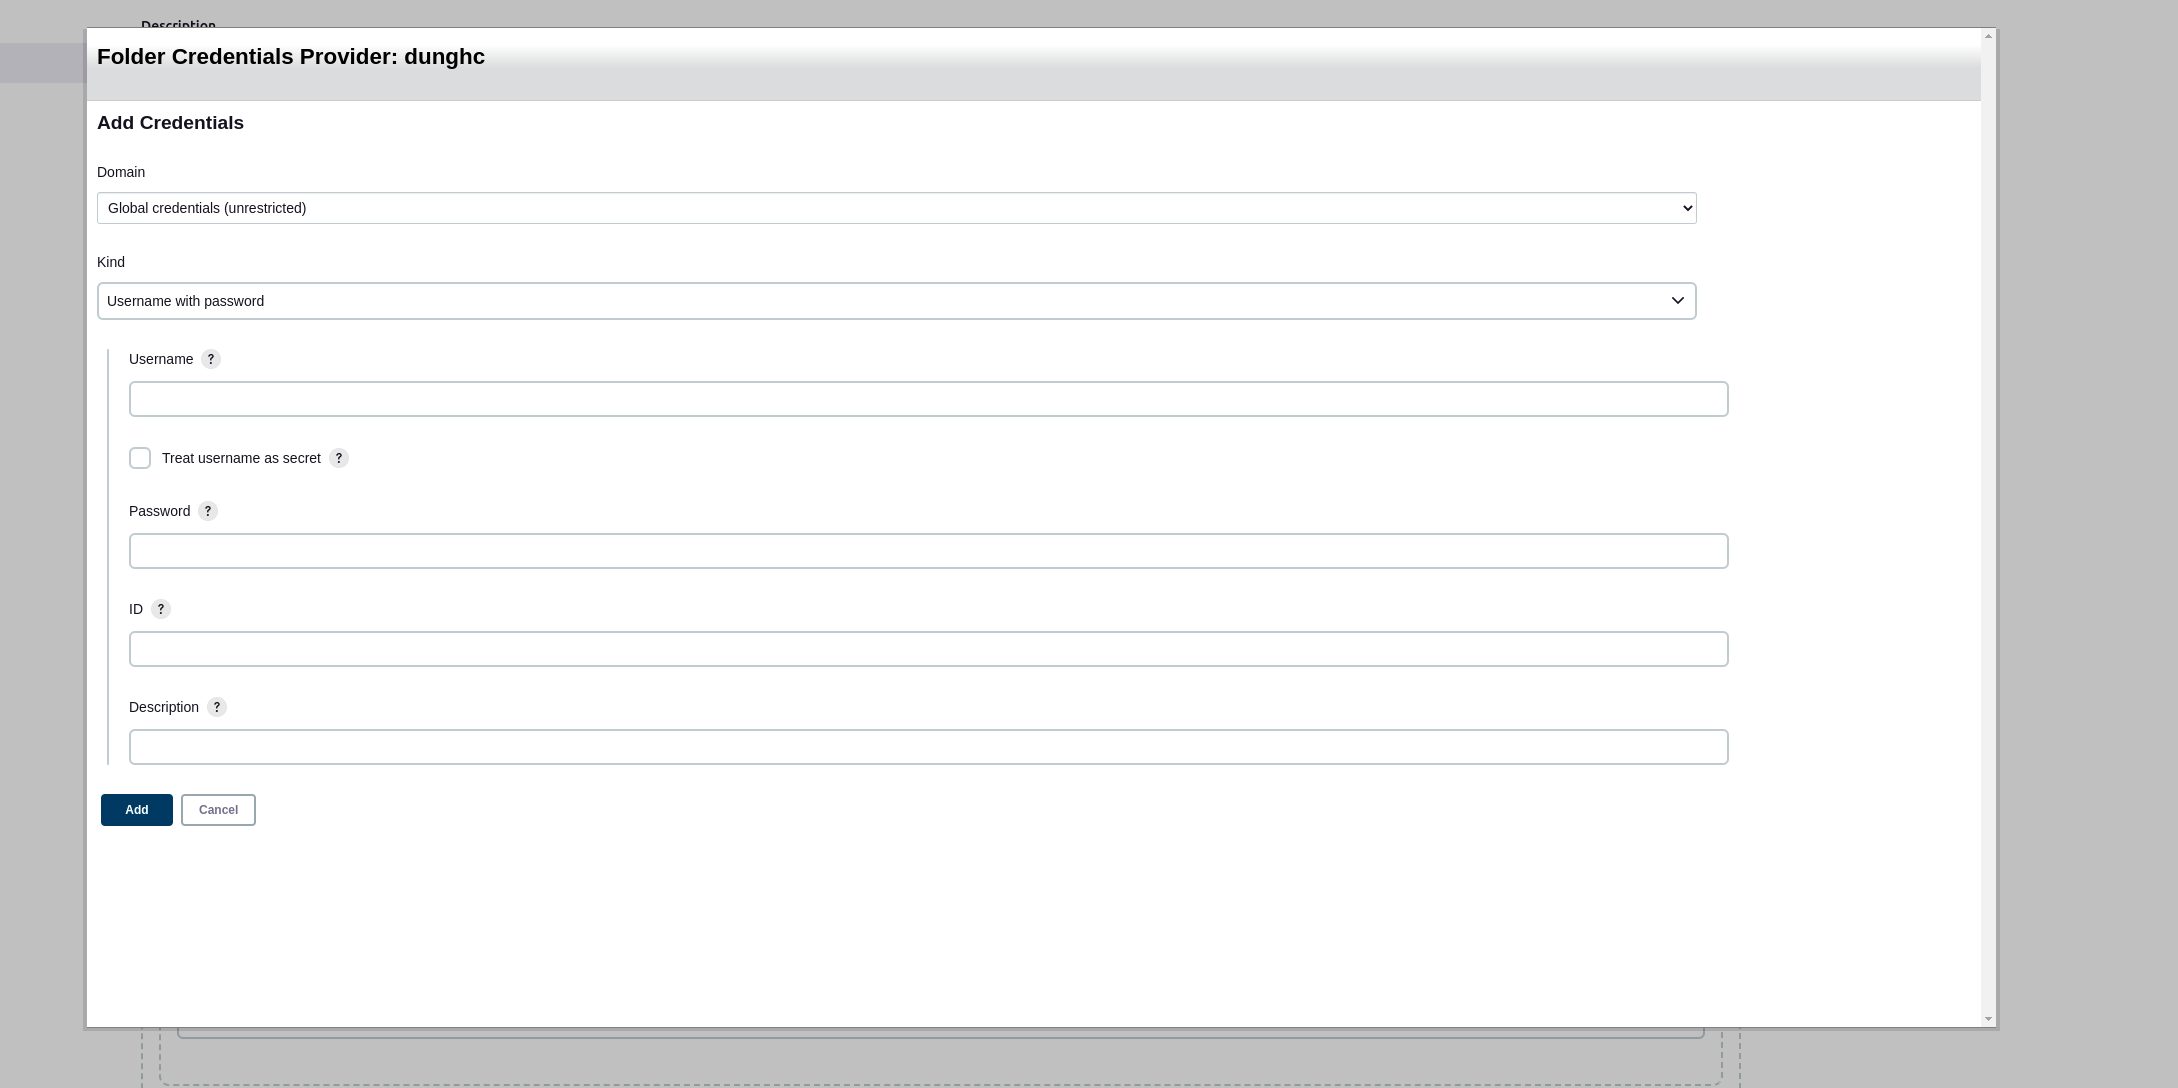 Description
Folder Credentials Provider: dunghc
Add Credentials
Domain
Global credentials (unrestricted)
Kind
Username with password
Username ?
Treat username as secret ?
Password ?
ID ?
Description ?
Add Cancel